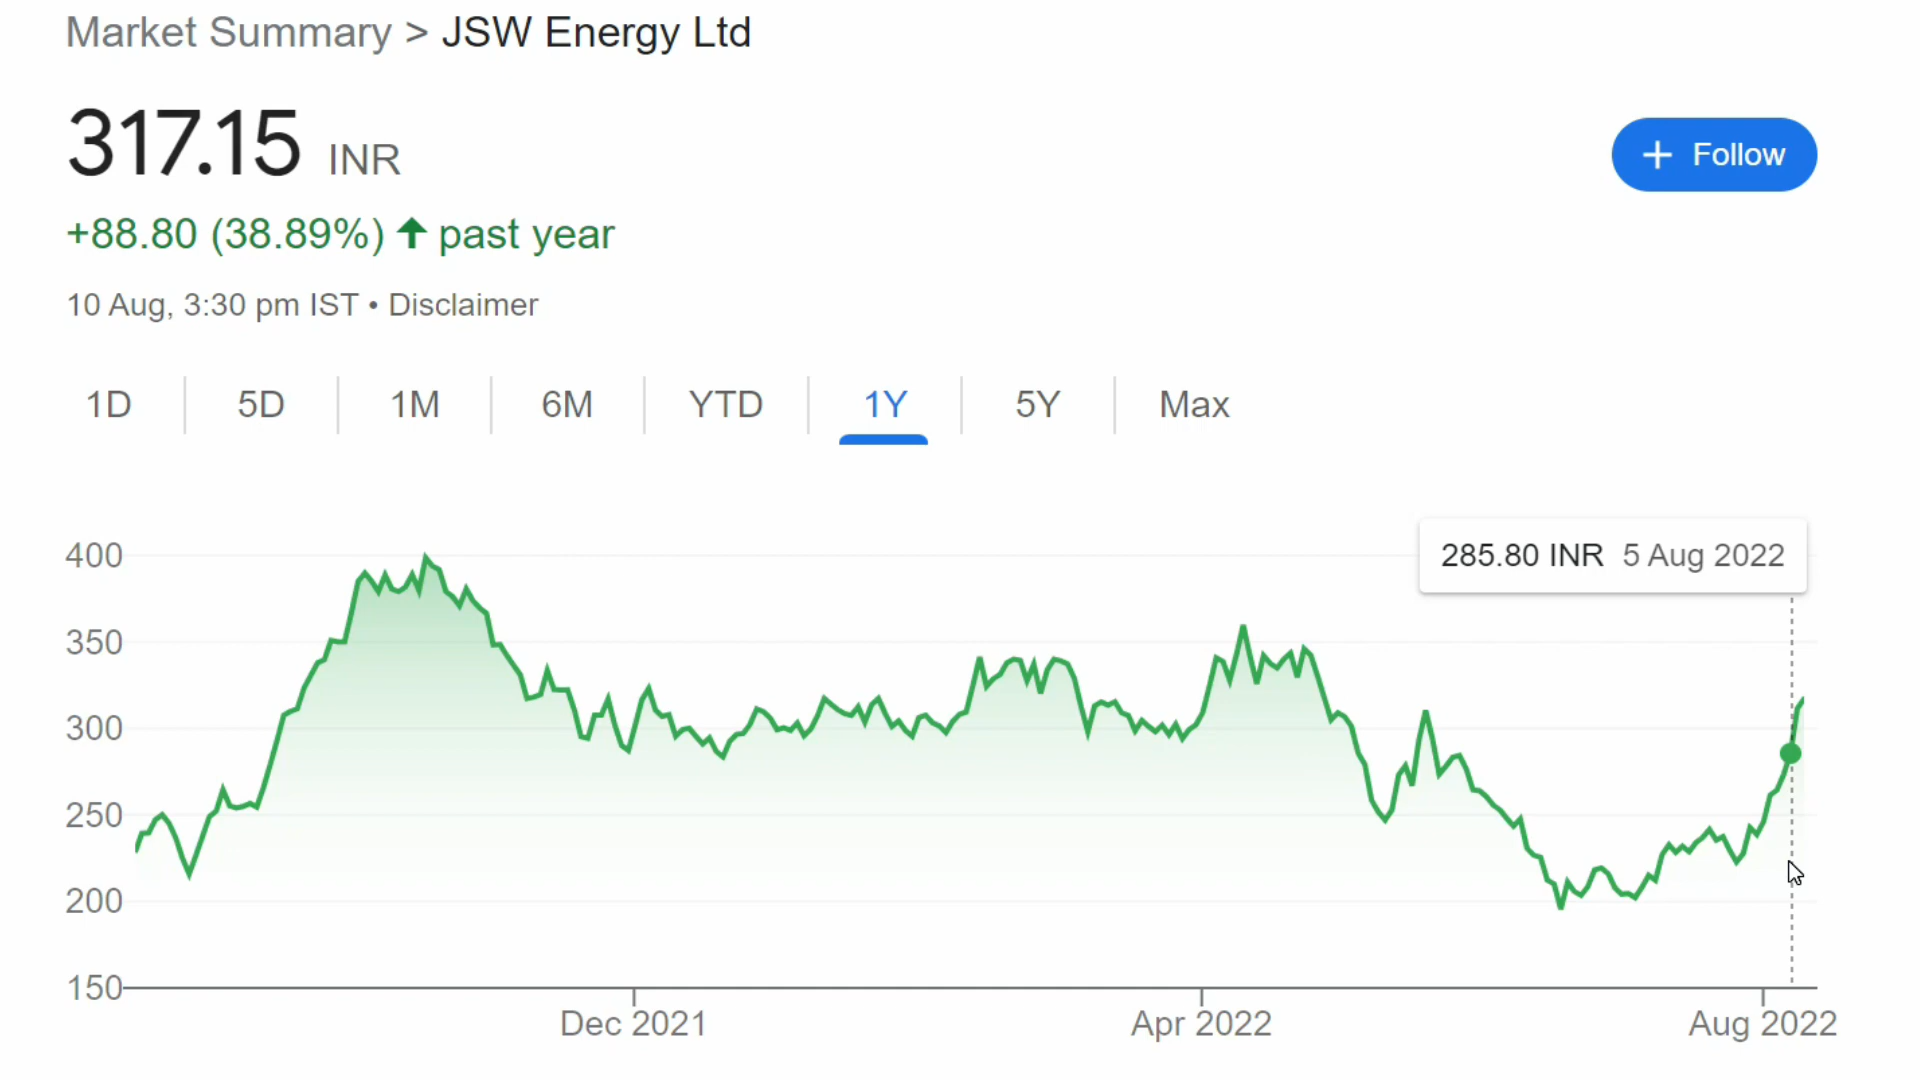 Market Summary > JSW Energy Ltd
317.15 INR
+ Follow
+88.80 (38.89%) ↑ past year
10 Aug, 3:30 pm IST • Disclaimer
1D 5D 1M 6M YTD 1Y 5Y Max
285.80 INR 5 Aug 2022
400
350
300
250
200
150
Dec 2021 Apr 2022 Aug 2022